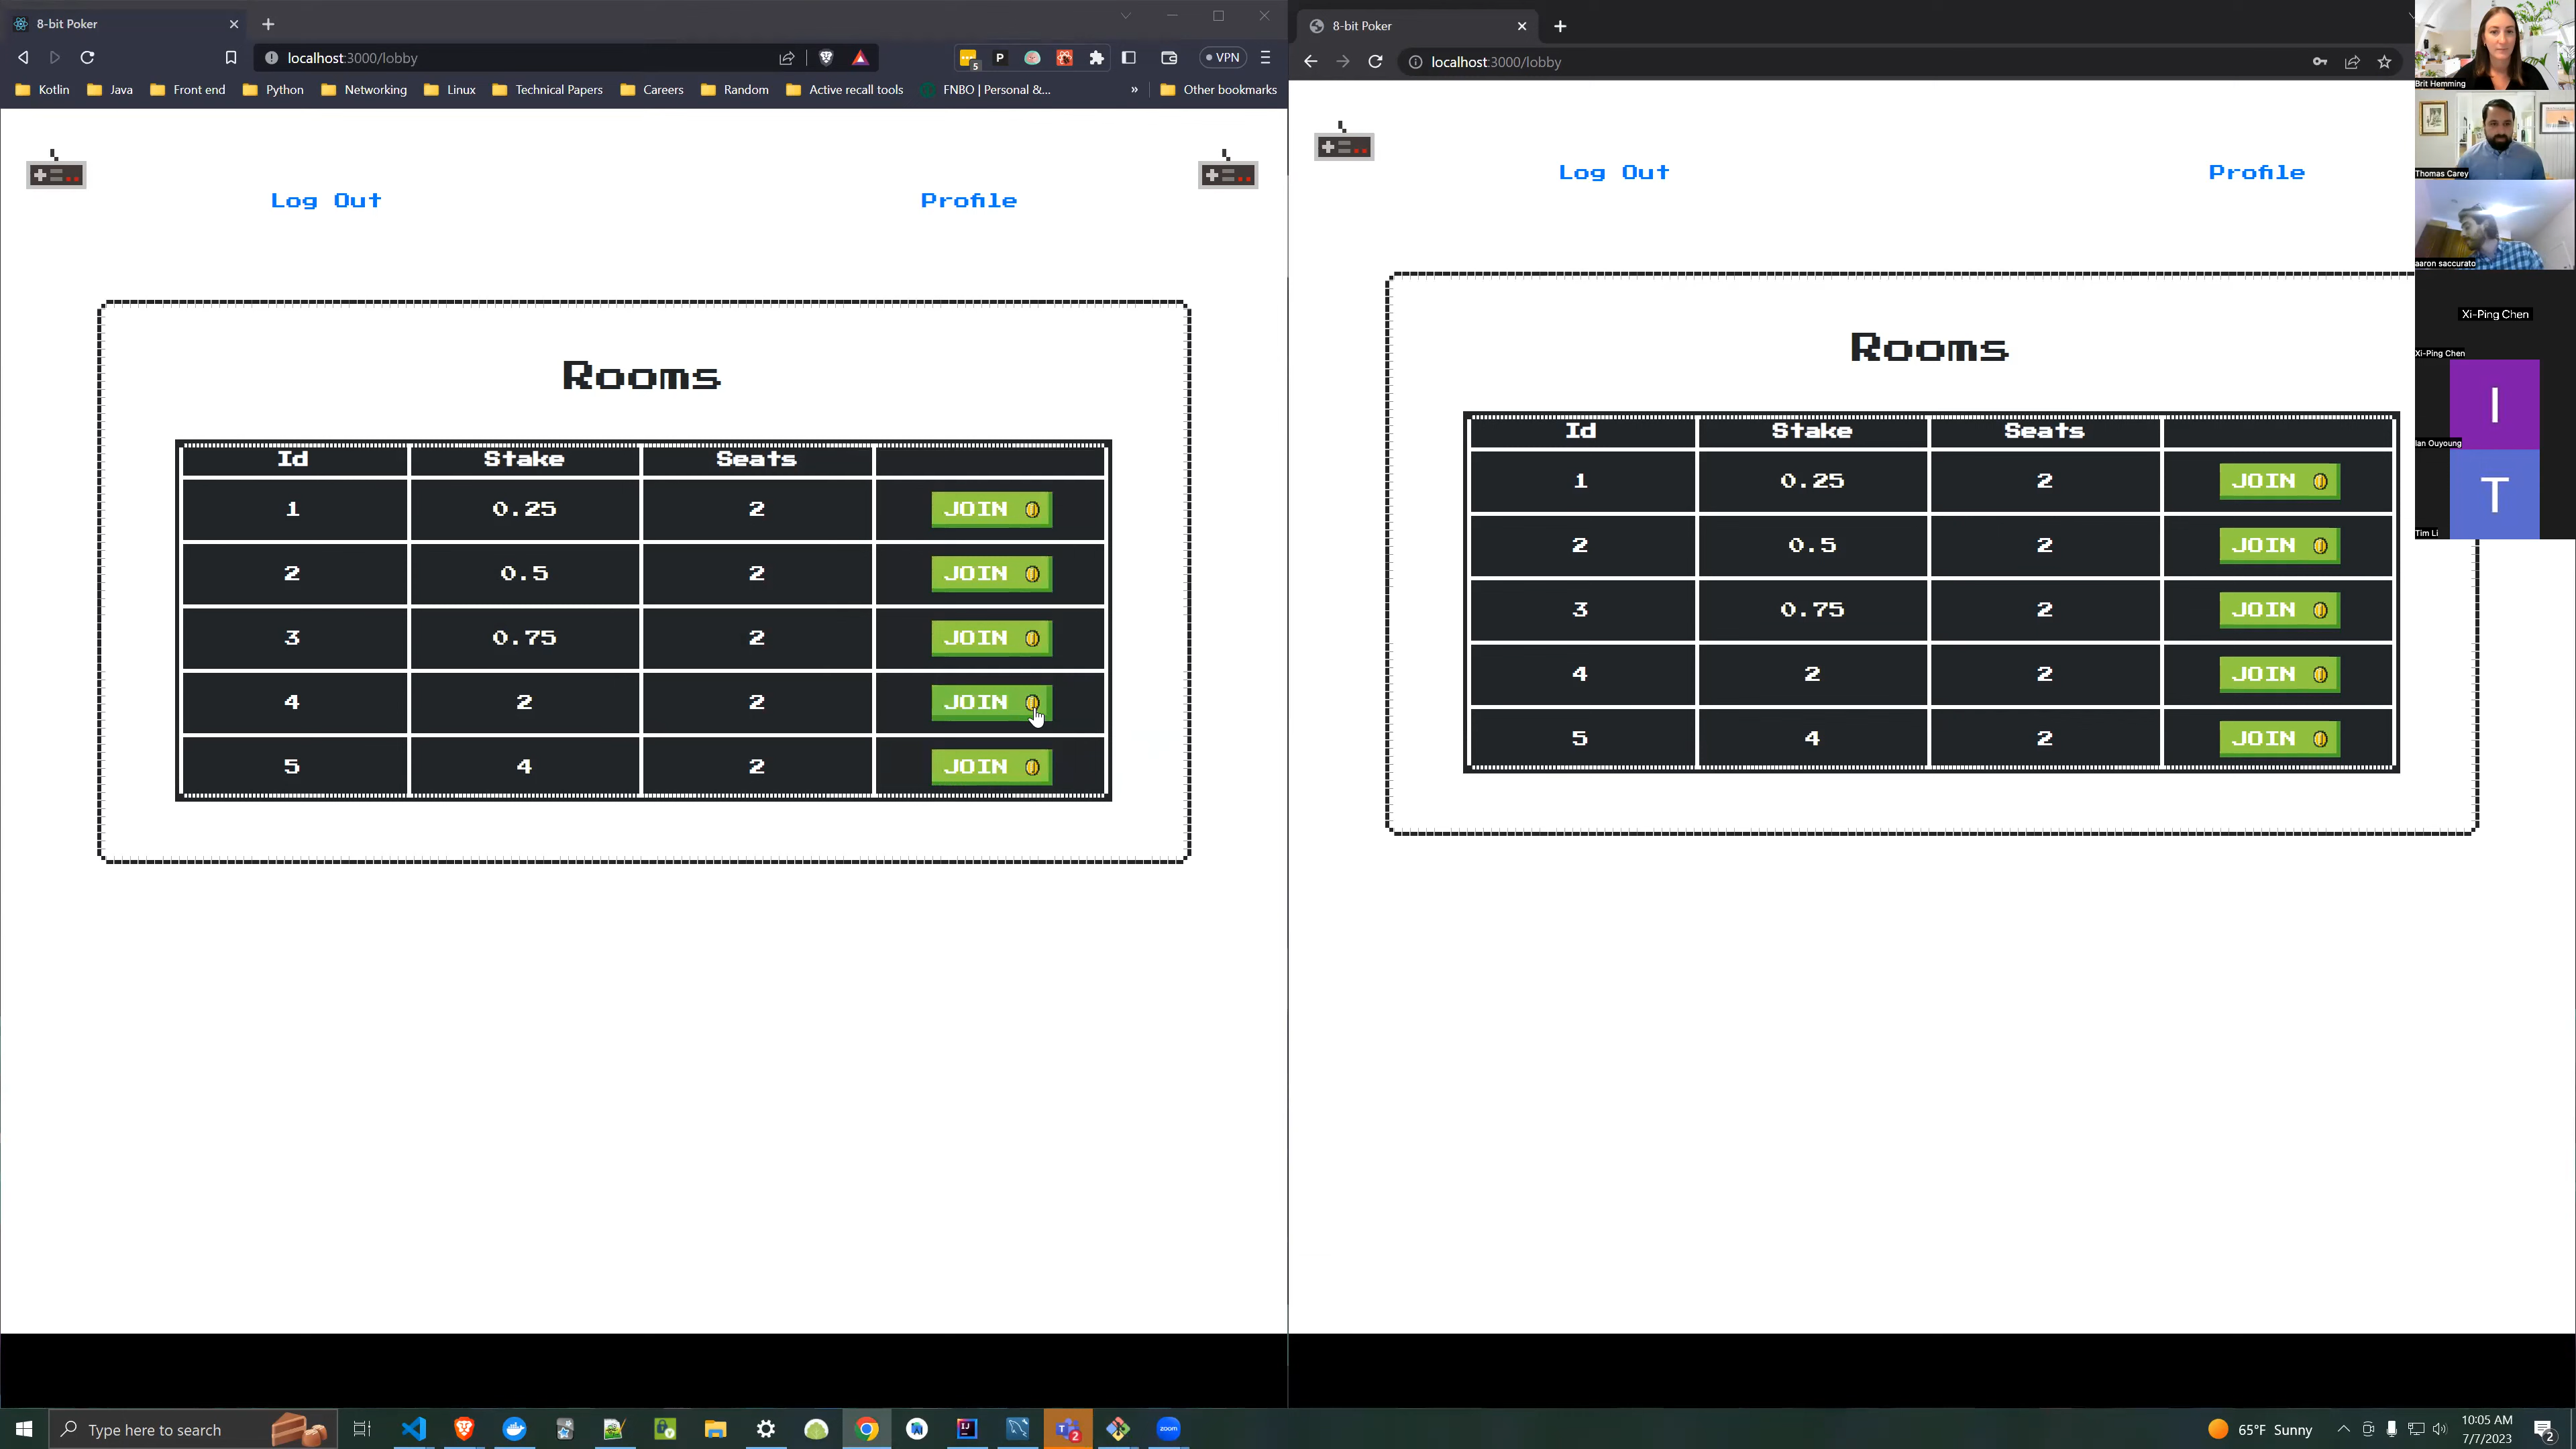 8-bit Poker
localhost:3000/lobby
5
P
VPN
Kotlin Java Front end Python Networking Linux Technical Papers Careers Random Active recall tools FNBO | Personal &... » Other bookmarks
Log Out Profile
Rooms
Id Stake Seats
1 0.25 2 JOIN
2 0.5 2 JOIN
3 0.75 2 JOIN
4 2 2 JOIN
5 4 2 JOIN
8-bit Poker
localhost:3000/lobby
Log Out Profile
Rooms
Id Stake Seats
1 0.25 2 JOIN
2 0.5 2 JOIN
3 0.75 2 JOIN
4 2 2 JOIN
5 4 2 JOIN
Brit Hemming
Thomas Carey
aaron saccurato
Xi-Ping Chen
Xi-Ping Chen
I
Ian Ouyoung
T
Tim Li
Type here to search
IJ
T 2
zoom
65°F Sunny
10:05 AM
7/7/2023
2